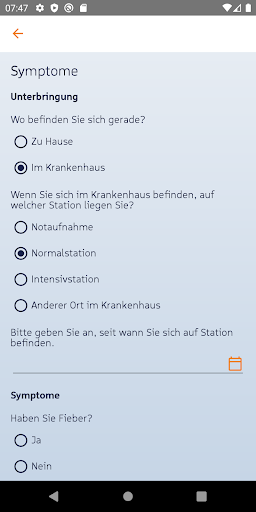 07:47
Symptome
Unterbringung
Wo befinden Sie sich gerade?
Zu Hause
Im Krankenhaus
Wenn Sie sich im Krankenhaus befinden, auf
welcher Station liegen Sie?
Notaufnahme
Normalstation
Intensivstation
Anderer Ort im Krankenhaus
Bitte geben Sie an, seit wann Sie sich auf Station
befinden.
Symptome
Haben Sie Fieber?
Ja
Nein